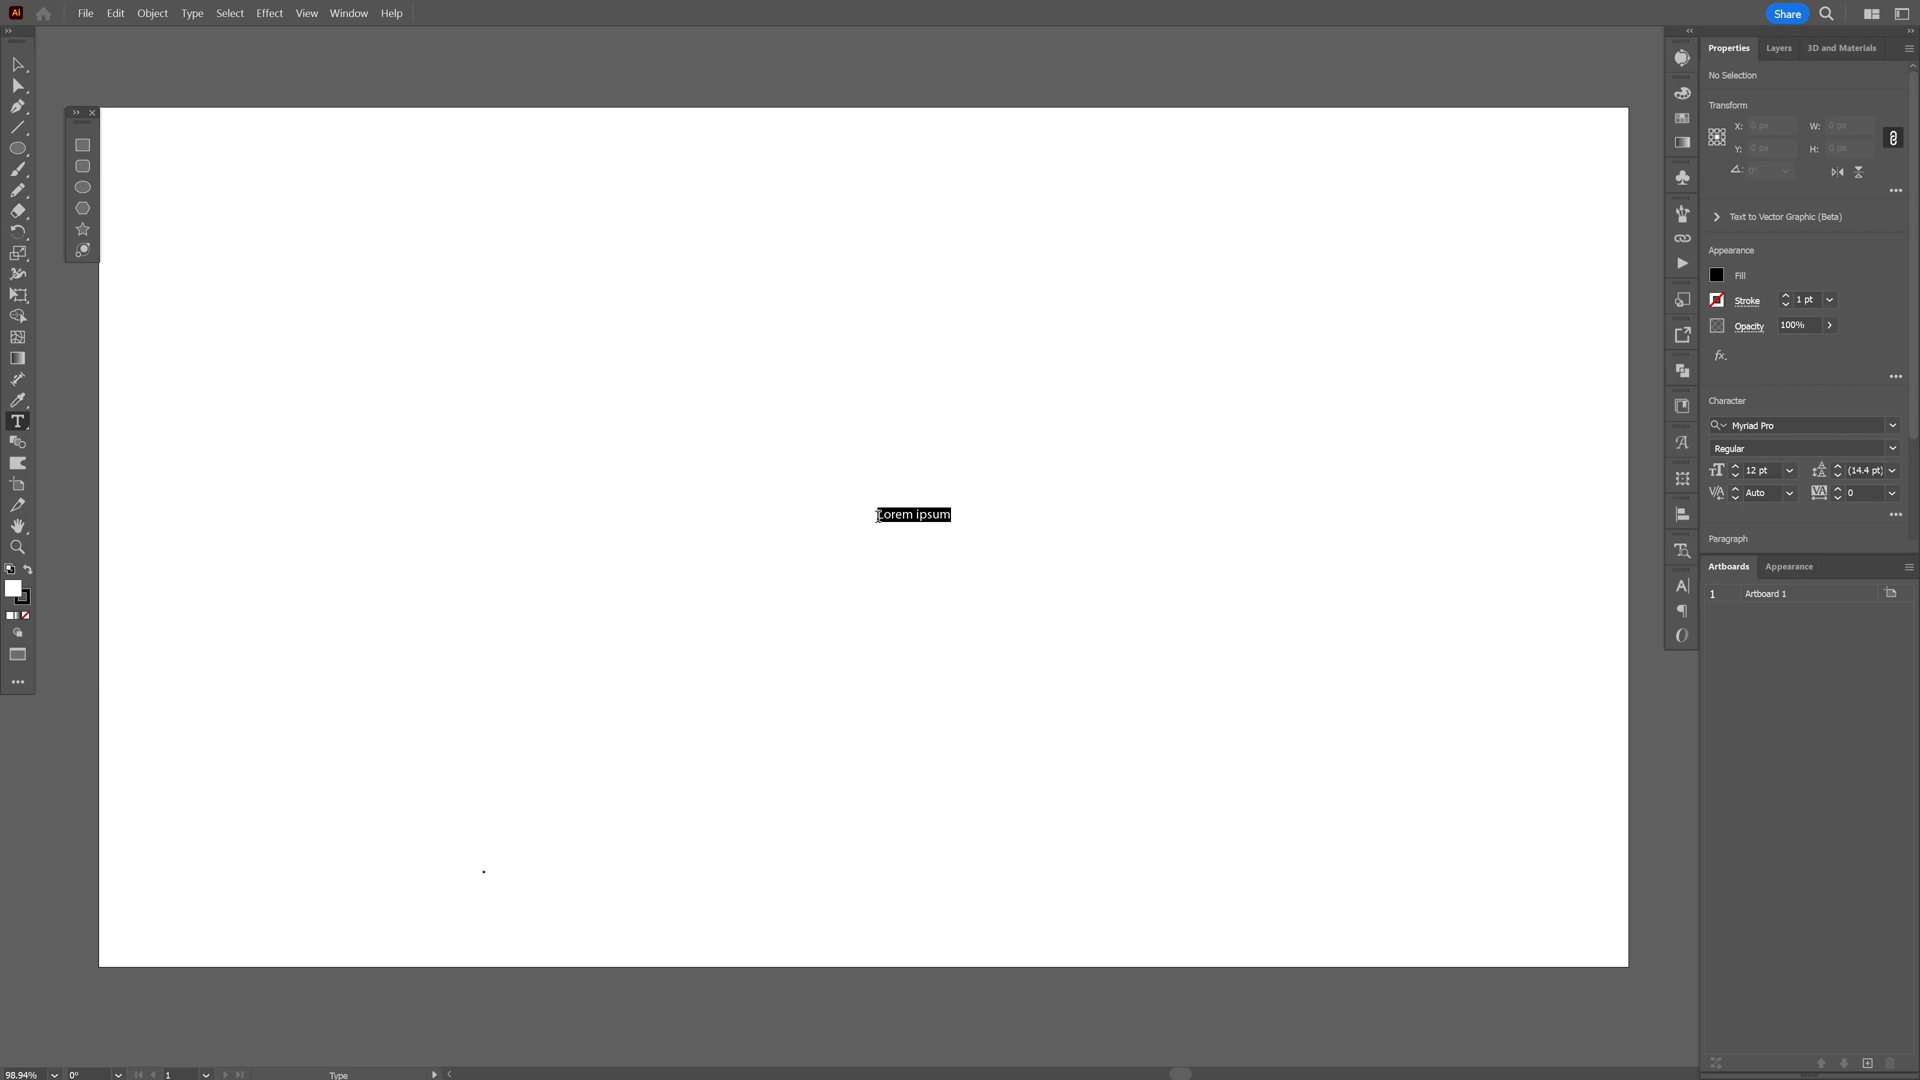 Ai File Edit Object Type Select Effect View Window Help Share
Properties Layers 3D and Materials
No Selection
Transform
X: 0 px W: 0 px
Y: 0 px H: 0 px
0°
Text to Vector Graphic (Beta)
Appearance
Fill
Stroke 1 pt
Opacity 100%
fx.
Character
Myriad Pro
Regular
12 pt (14.4 pt)
Auto 0
Lorem ipsum
Paragraph
Artboards Appearance
1 Artboard 1
98.94% 0° 1 Type